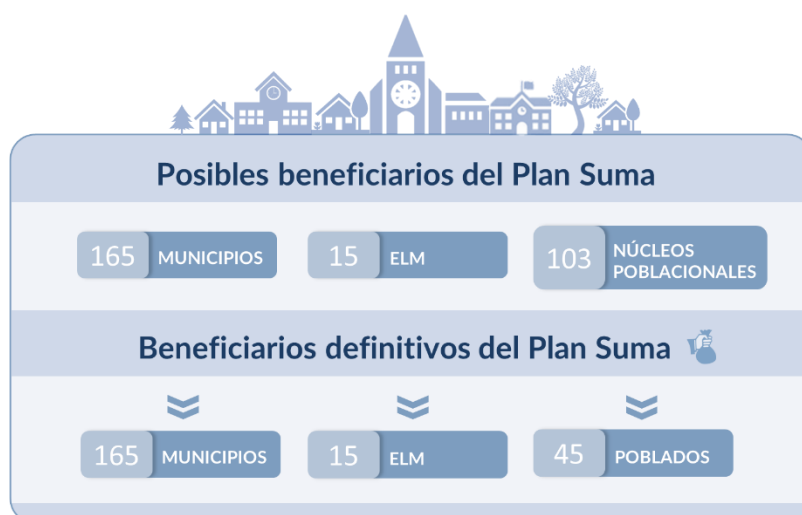 Posibles beneficiarios del Plan Suma
165 MUNICIPIOS
15 ELM
103 NÚCLEOS
POBLACIONALES
Beneficiarios definitivos del Plan Suma
165 MUNICIPIOS
15 ELM
45 POBLADOS